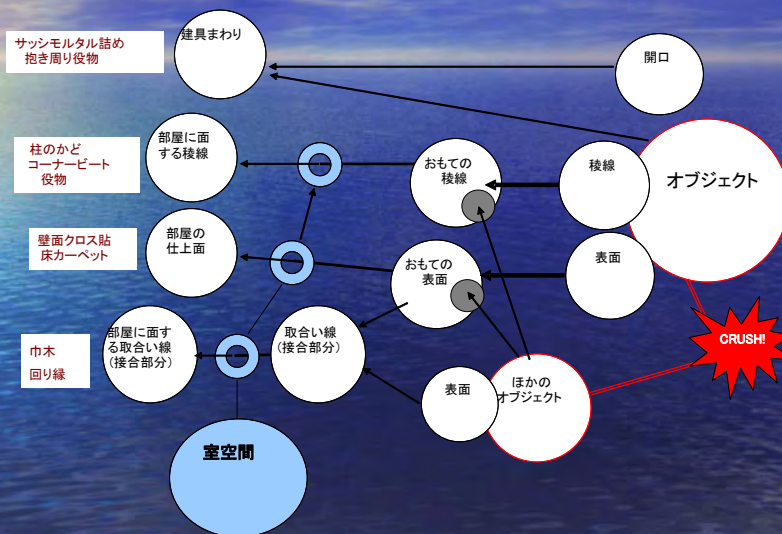 サッシモルタル詰め
抱き周り役物
建具まわり
開口
柱のかど
コーナービート
役物
部屋に面
する稜線
おもての
稜線
稜線
オブジェクト
壁面クロス貼
床カーペット
部屋の
仕上面
おもての
表面
表面
巾木
回り縁
部屋に面す
る取合い線
(接合部分)
取合い線
(接合部分)
表面
ほかの
オブジェクト
CRUSH!
室空間